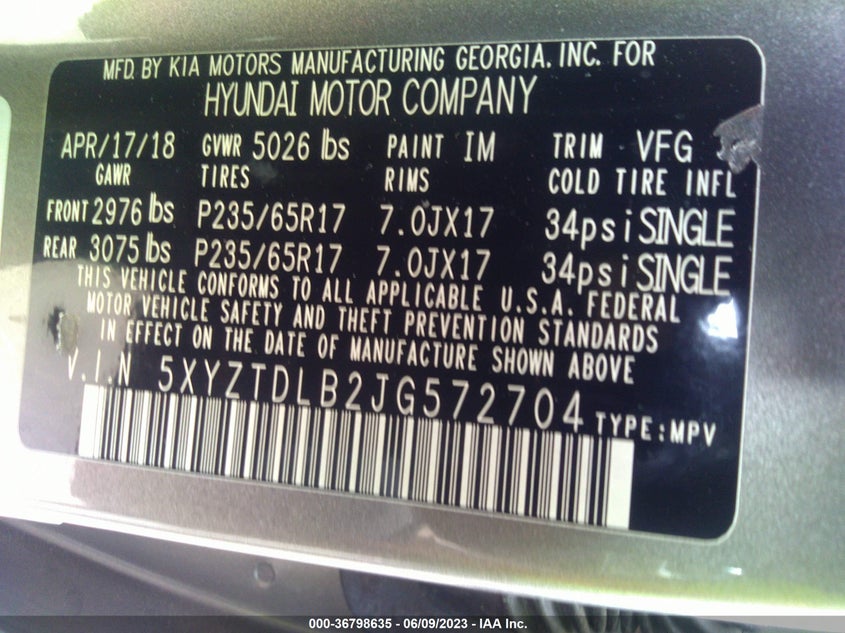 MFD. BY KIA MOTORS MANUFACTURING GEORGIA, INC. FOR
HYUNDAI MOTOR COMPANY
APR/17/18 GVWR 5026 lbs PAINT IM TRIM VFG
GAWR TIRES RIMS COLD TIRE INFL
FRONT 2976 lbs P235/65R17 7.0JX17 34psi SINGLE
REAR 3075 lbs P235/65R17 7.0JX17 34psi SINGLE
THIS VEHICLE CONFORMS TO ALL APPLICABLE U.S.A. FEDERAL
MOTOR VEHICLE SAFETY AND THEFT PREVENTION STANDARDS
IN EFFECT ON THE DATE OF MANUFACTURE SHOWN ABOVE
V.I.N 5XYZTDLB2JG572704 TYPE:MPV
000-36798635 - 06/09/2023 - IAA Inc.